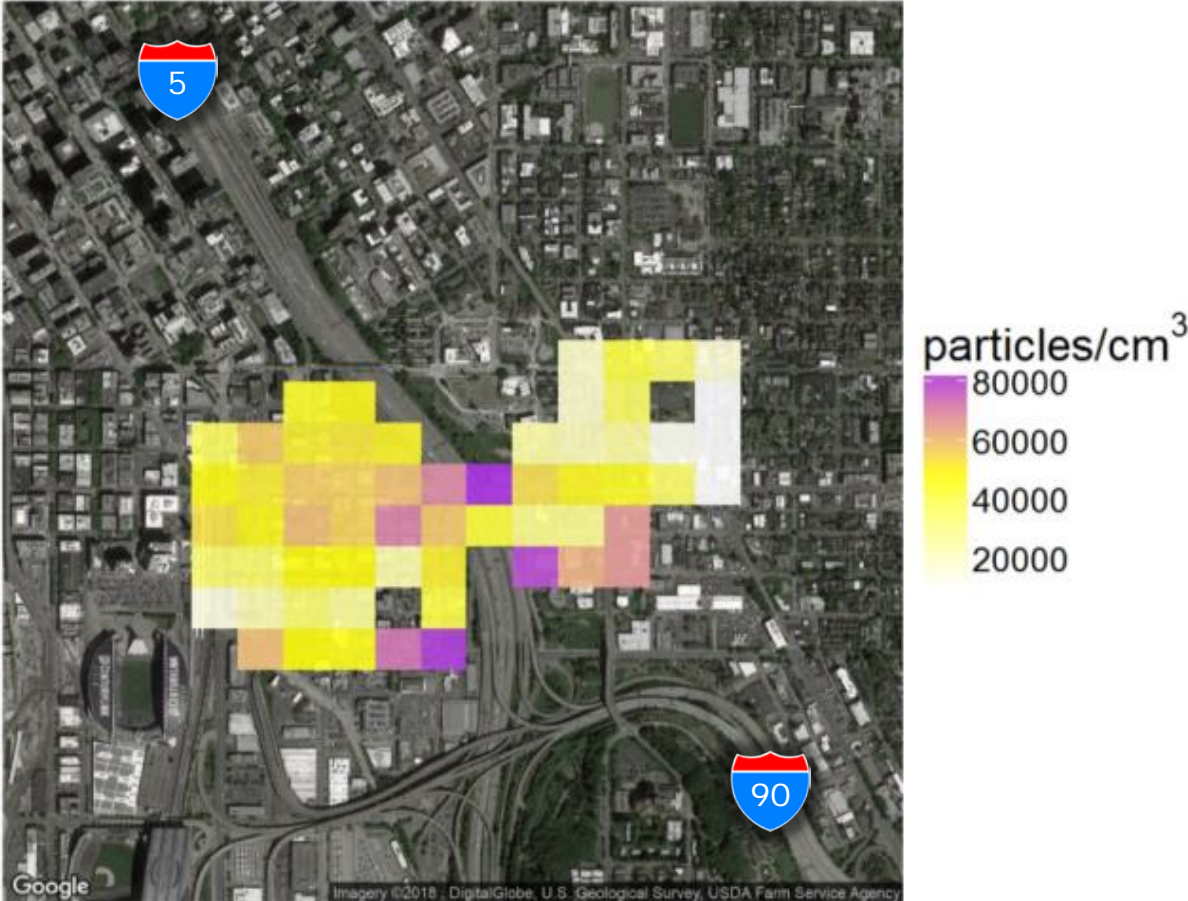 5
particles/cm³
80000
60000
40000
20000
90
Google
Imagery ©2018 , DigitalGlobe, U.S. Geological Survey, USDA Farm Service Agency